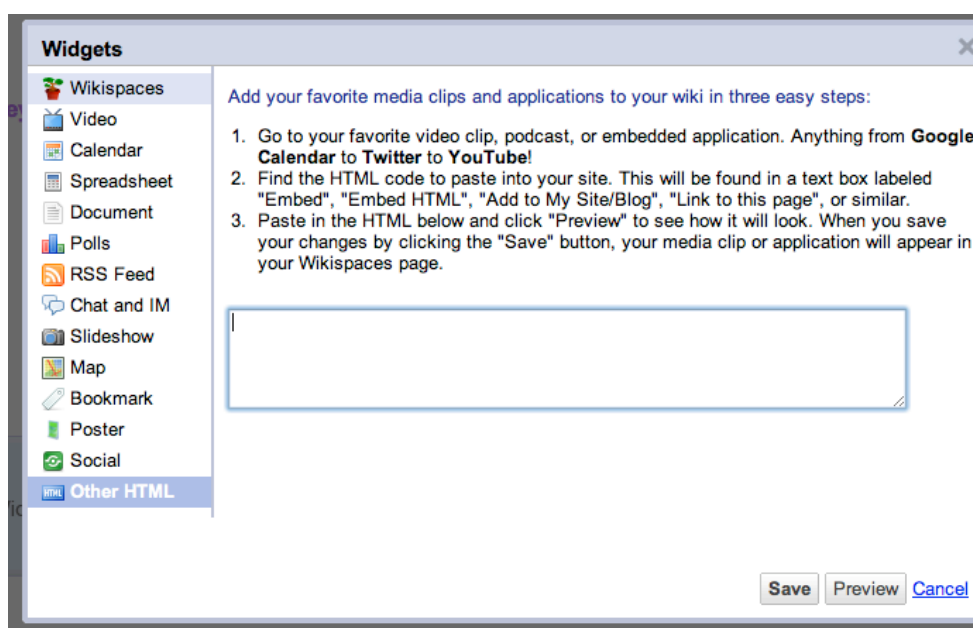 Widgets
Wikispaces
Video
Calendar
Spreadsheet
Document
Polls
RSS Feed
Chat and IM
Slideshow
Map
Bookmark
Poster
Social
HTML Other HTML
Add your favorite media clips and applications to your wiki in three easy steps:
1. Go to your favorite video clip, podcast, or embedded application. Anything from Google
Calendar to Twitter to YouTube!
2. Find the HTML code to paste into your site. This will be found in a text box labeled
"Embed", "Embed HTML", "Add to My Site/Blog", "Link to this page", or similar.
3. Paste in the HTML below and click "Preview" to see how it will look. When you save
your changes by clicking the "Save" button, your media clip or application will appear in
your Wikispaces page.
Save Preview Cancel